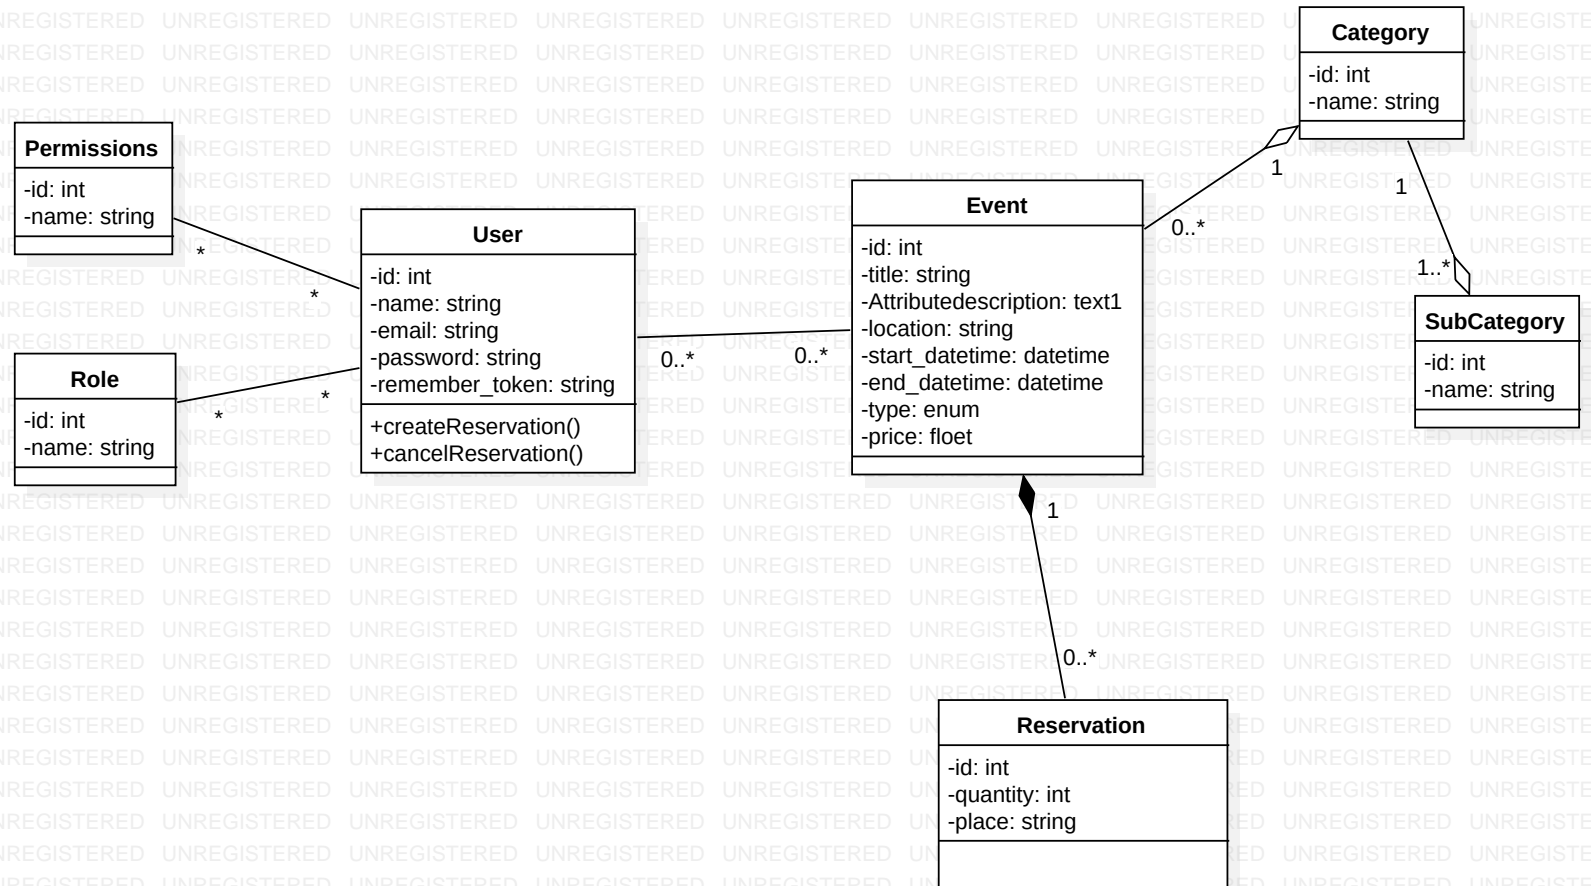 Category
-id: int
-name: string
1
0..*
1
1..*
SubCategory
-id: int
-name: string
Permissions
-id: int
-name: string
*
*
Role
-id: int
-name: string
*
*
User
-id: int
-name: string
-email: string
-password: string
-remember_token: string
+createReservation()
+cancelReservation()
0..*
0..*
Event
-id: int
-title: string
-Attributedescription: text1
-location: string
-start_datetime: datetime
-end_datetime: datetime
-type: enum
-price: floet
1
0..*
Reservation
-id: int
-quantity: int
-place: string
UNREGISTERED